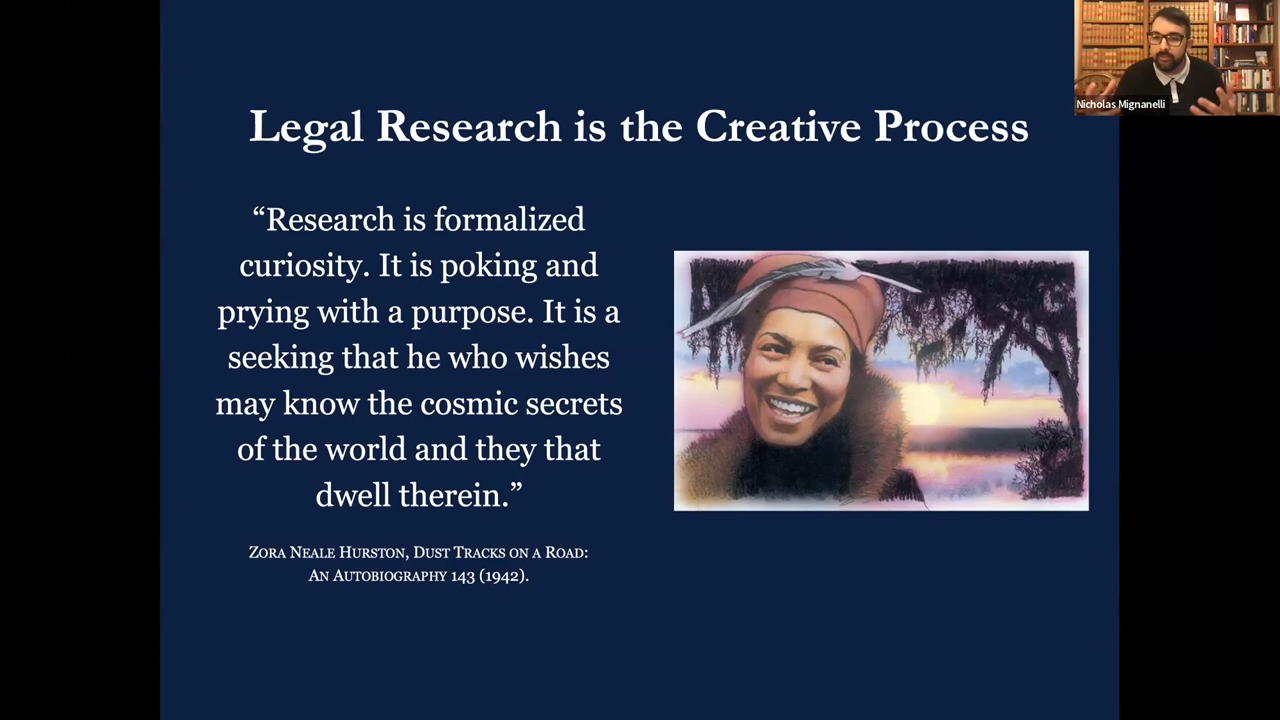 Legal Research is the Creative Process
“Research is formalized
curiosity. It is poking and
prying with a purpose. It is a
seeking that he who wishes
may know the cosmic secrets
of the world and they that
dwell therein.”
ZORA NEALE HURSTON, DUST TRACKS ON A ROAD:
AN AUTOBIOGRAPHY 143 (1942).
Nicholas Mignanelli